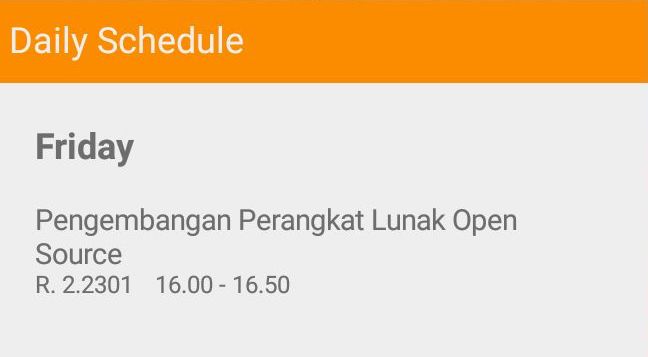 Daily Schedule
Friday
Pengembangan Perangkat Lunak Open
Source
R. 2.2301 16.00 - 16.50